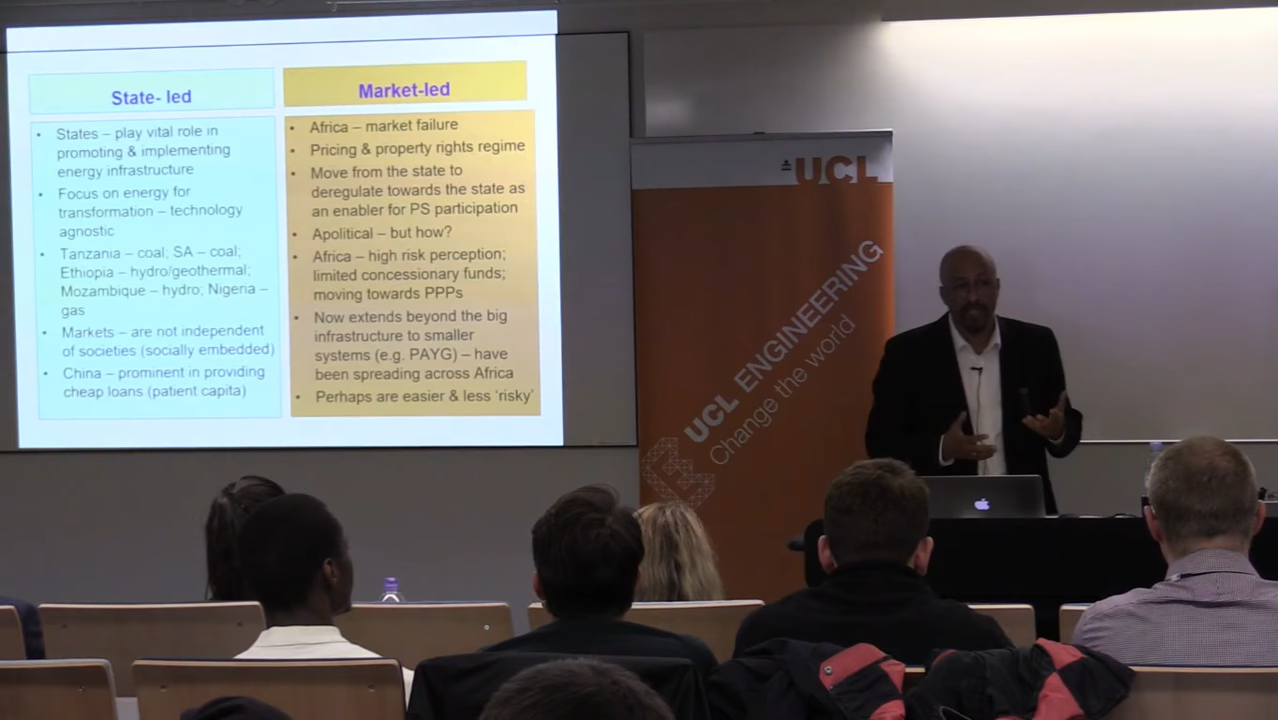 State- led
• States – play vital role in
promoting & implementing
energy infrastructure
• Focus on energy for
transformation – technology
agnostic
• Tanzania – coal; SA – coal;
Ethiopia – hydro/geothermal;
Mozambique – hydro; Nigeria –
gas
• Markets – are not independent
of societies (socially embedded)
• China – prominent in providing
cheap loans (patient capita)
Market-led
• Africa – market failure
• Pricing & property rights regime
• Move from the state to
deregulate towards the state as
an enabler for PS participation
• Apolitical – but how?
• Africa – high risk perception;
limited concessionary funds;
moving towards PPPs
• Now extends beyond the big
infrastructure to smaller
systems (e.g. PAYG) – have
been spreading across Africa
• Perhaps are easier & less ‘risky’
UCL
UCL ENGINEERING
Change the world